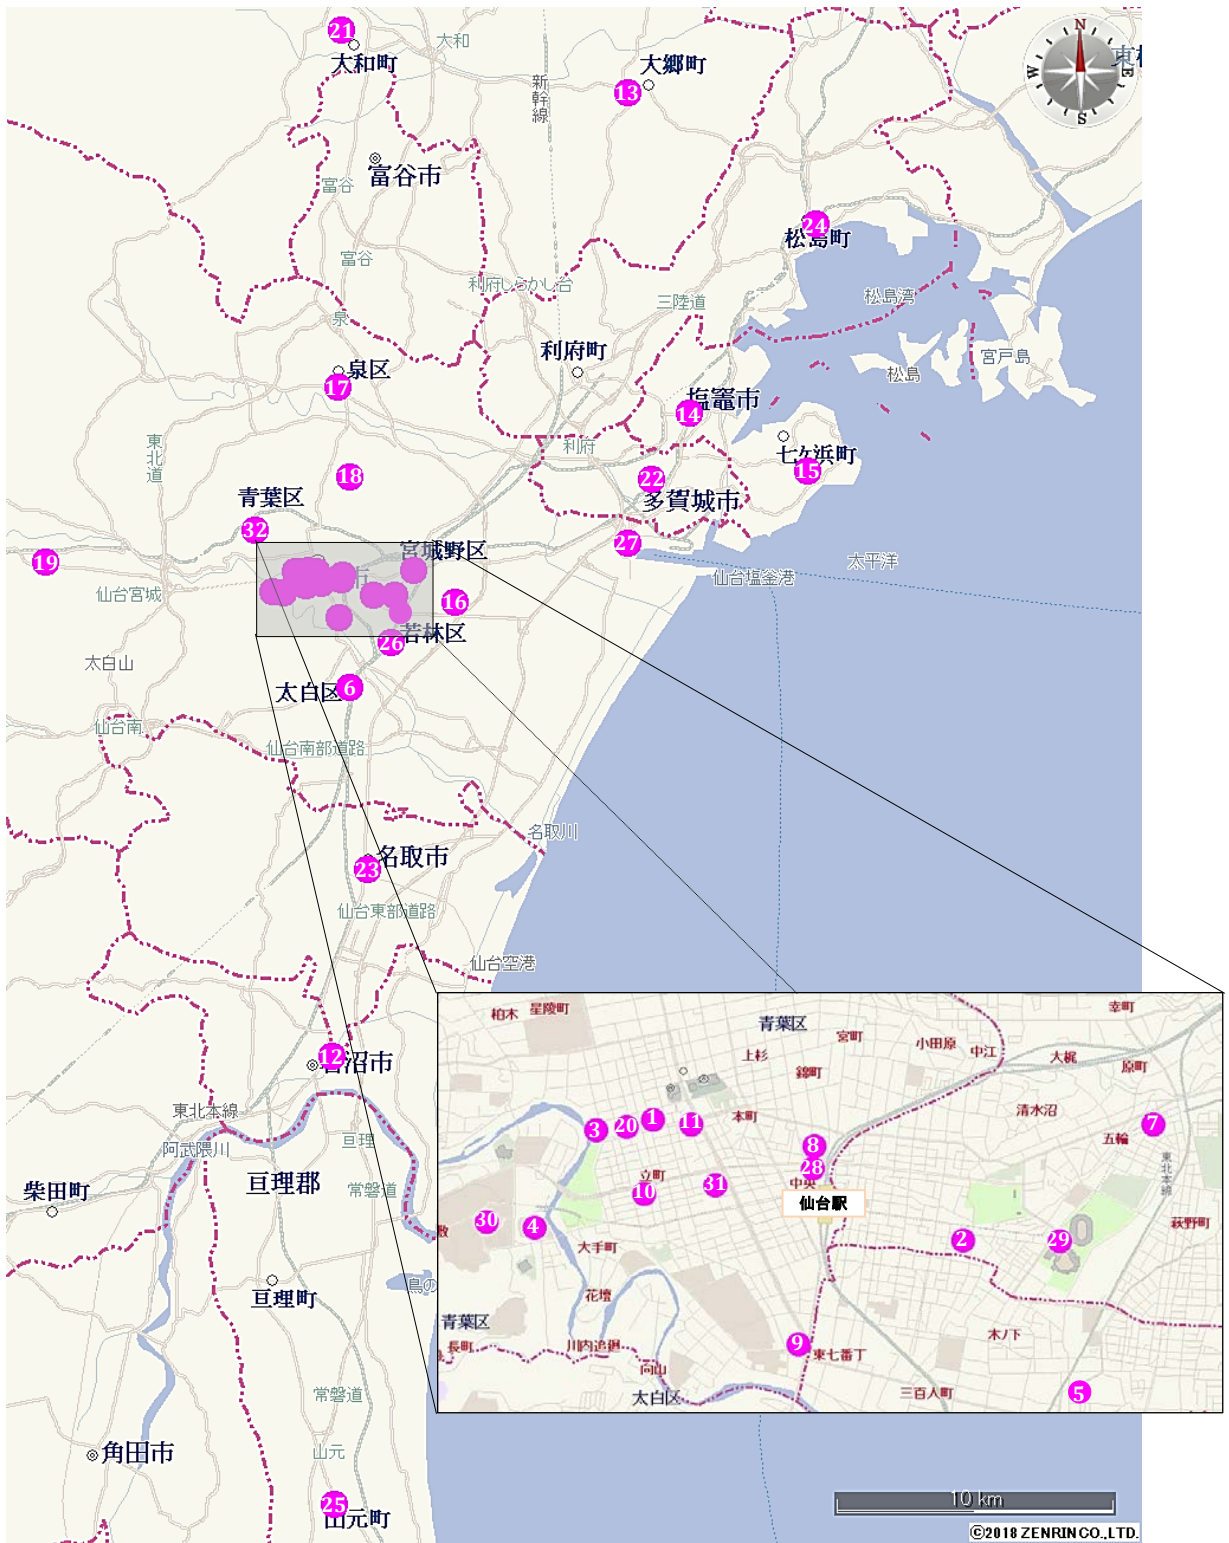 21
大和町
大和
新幹線
13
大郷町
N
W
E
S
富谷市
富谷
富谷
24
松島町
利府しらかし台
三陸道
松島湾
泉
利府町
宮戸島
松島
泉区
17
塩竈市
14
七ヶ浜町
15
東北道
利府
18
22
多賀城市
青葉区
32
27
宮城野区
太平洋
19
仙台宮城
市
仙台塩釜港
16
若林区
26
太白山
太白区
6
仙台南
仙台南部道路
名取川
名取市
23
仙台東部道路
仙台空港
12
沼市
東北本線
阿武隈川
亘理
亘理郡
常磐道
柴田町
亘理町
鳥の
常磐道
角田市
山元
25
山元町
柏木
星陵町
青葉区
宮町
幸町
上杉
小田原
中江
大梶
原町
錦町
清水沼
本町
3
20
1
11
7
五輪
8
28
東北本線
立町
10
31
中央
仙台駅
30
4
萩野町
2
29
大手町
花壇
青葉区
長町
川内追廻
向山
9
東七番丁
木ノ下
太白区
三百人町
5
10 km
©2018 ZENRIN CO., LTD.